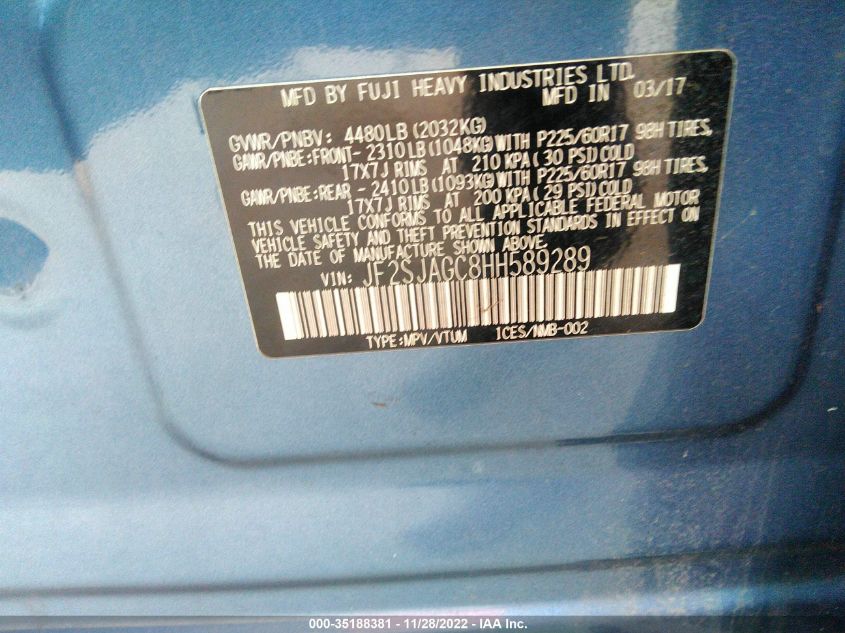 MFD BY FUJI HEAVY INDUSTRIES LTD.
MFD IN 03/17
GVWR/PNBV: 4480LB(2032KG)
GAWR/PNBE:FRONT- 2310LB(1048KG)WITH P225/60R17 98H TIRES,
17X7J RIMS AT 210 KPA( 30 PSI)COLD
GAWR/PNBE:REAR - 2410LB(1093KG)WITH P225/60R17 98H TIRES,
17X7J RIMS AT 200 KPA( 29 PSI)COLD
THIS VEHICLE CONFORMS TO ALL APPLICABLE FEDERAL MOTOR
VEHICLE SAFETY AND THEFT PREVENTION STANDARDS IN EFFECT ON
THE DATE OF MANUFACTURE SHOWN ABOVE.
VIN: JF2SJAGC8HH589289
TYPE:MPV/VTUM ICES/NMB-002
000-35188381 - 11/28/2022 - IAA Inc.